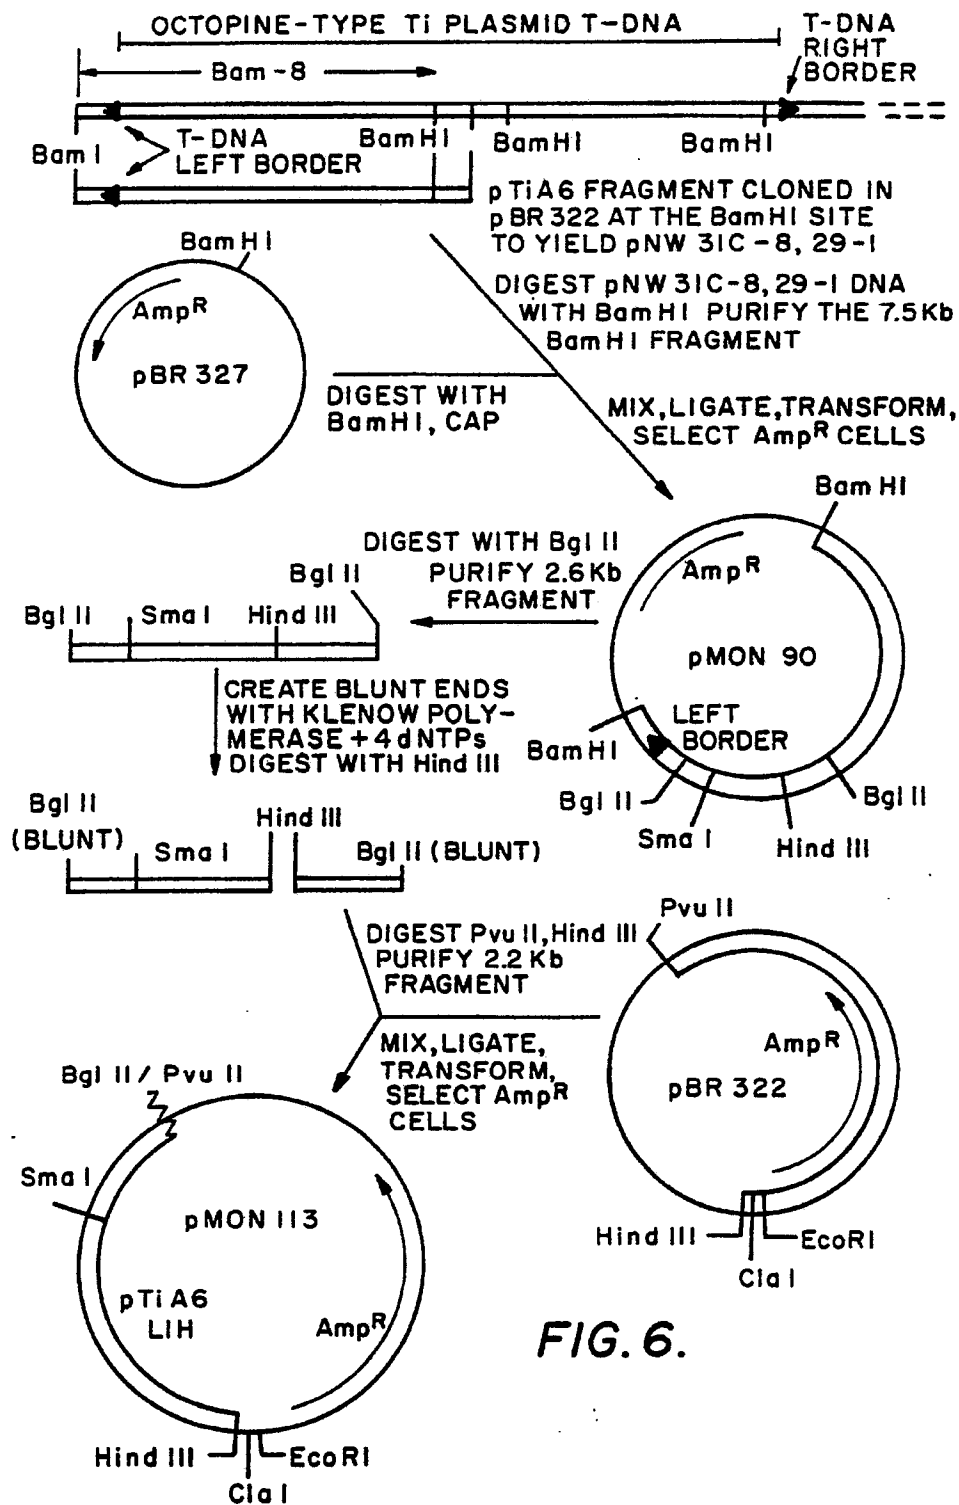 OCTOPINE-TYPE Ti PLASMID T-DNA
T-DNA
RIGHT
BORDER
Bam-8
Bam I
T-DNA
LEFT BORDER
BamHI
BamHI
BamHI
pTiA6 FRAGMENT CLONED IN
pBR322 AT THE BamHI SITE
TO YIELD pNW 31C-8, 29-1
BamHI
AmpR
pBR 327
DIGEST pNW 31C-8, 29-1 DNA
WITH BamHI PURIFY THE 7.5Kb
BamHI FRAGMENT
DIGEST WITH
BamHI, CAP
MIX, LIGATE, TRANSFORM,
SELECT AmpR CELLS
BamHI
AmpR
pMON 90
LEFT
BORDER
BamHI
Bgl II
Sma I
Hind III
Bgl II
DIGEST WITH Bgl II
PURIFY 2.6Kb
FRAGMENT
Bgl II
Sma I
Hind III
Bgl II
CREATE BLUNT ENDS
WITH KLENOW POLY-
MERASE + 4 dNTPs
DIGEST WITH Hind III
Bgl II
(BLUNT)
Sma I
Hind III
Bgl II (BLUNT)
DIGEST Pvu II, Hind III
PURIFY 2.2 Kb
FRAGMENT
Pvu II
AmpR
pBR 322
Hind III
Cla I
EcoRI
MIX, LIGATE,
TRANSFORM,
SELECT AmpR
CELLS
Bgl II / Pvu II
Sma I
pMON 113
pTiA6
LIH
AmpR
Hind III
Cla I
EcoRI
FIG. 6.